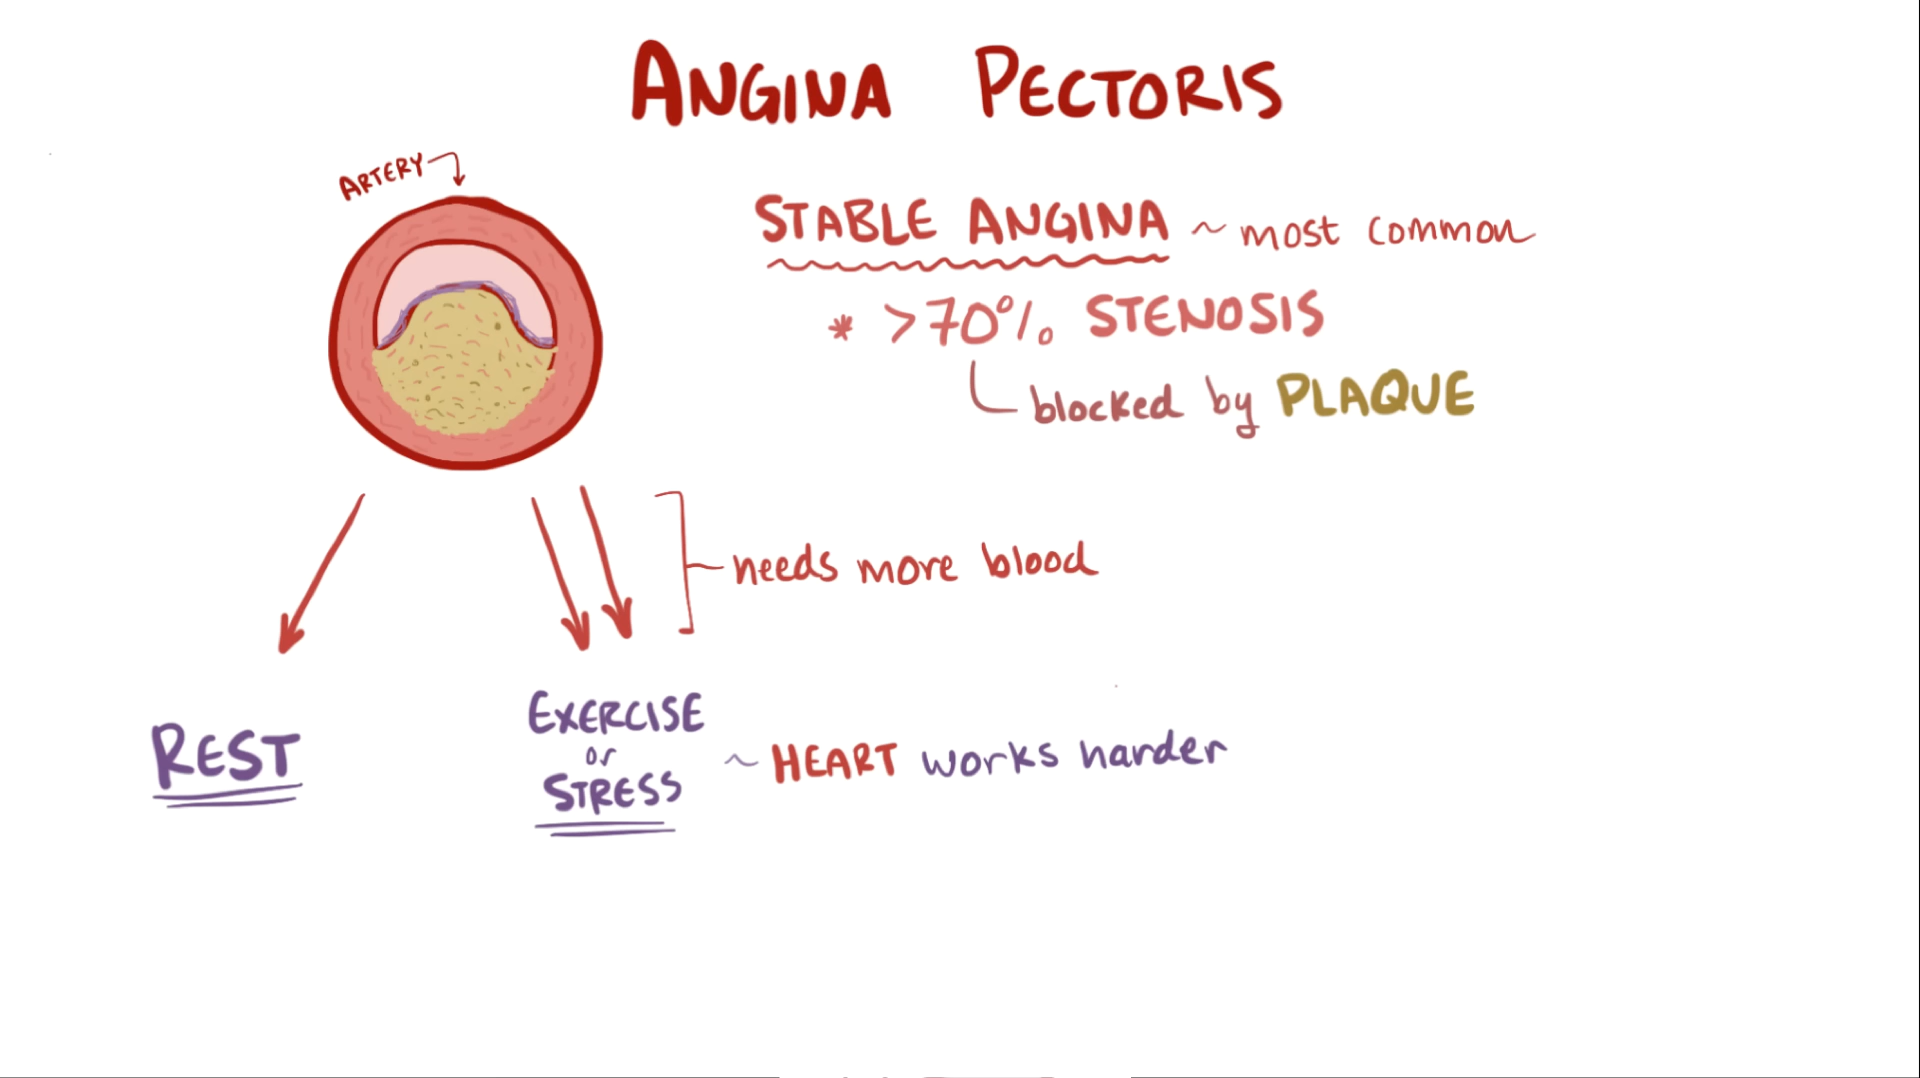 ANGINA PECTORIS
ARTERY
STABLE ANGINA ~ most common
* >70% STENOSIS
blocked by PLAQUE
needs more blood
REST
EXERCISE
or
STRESS
~ HEART works harder